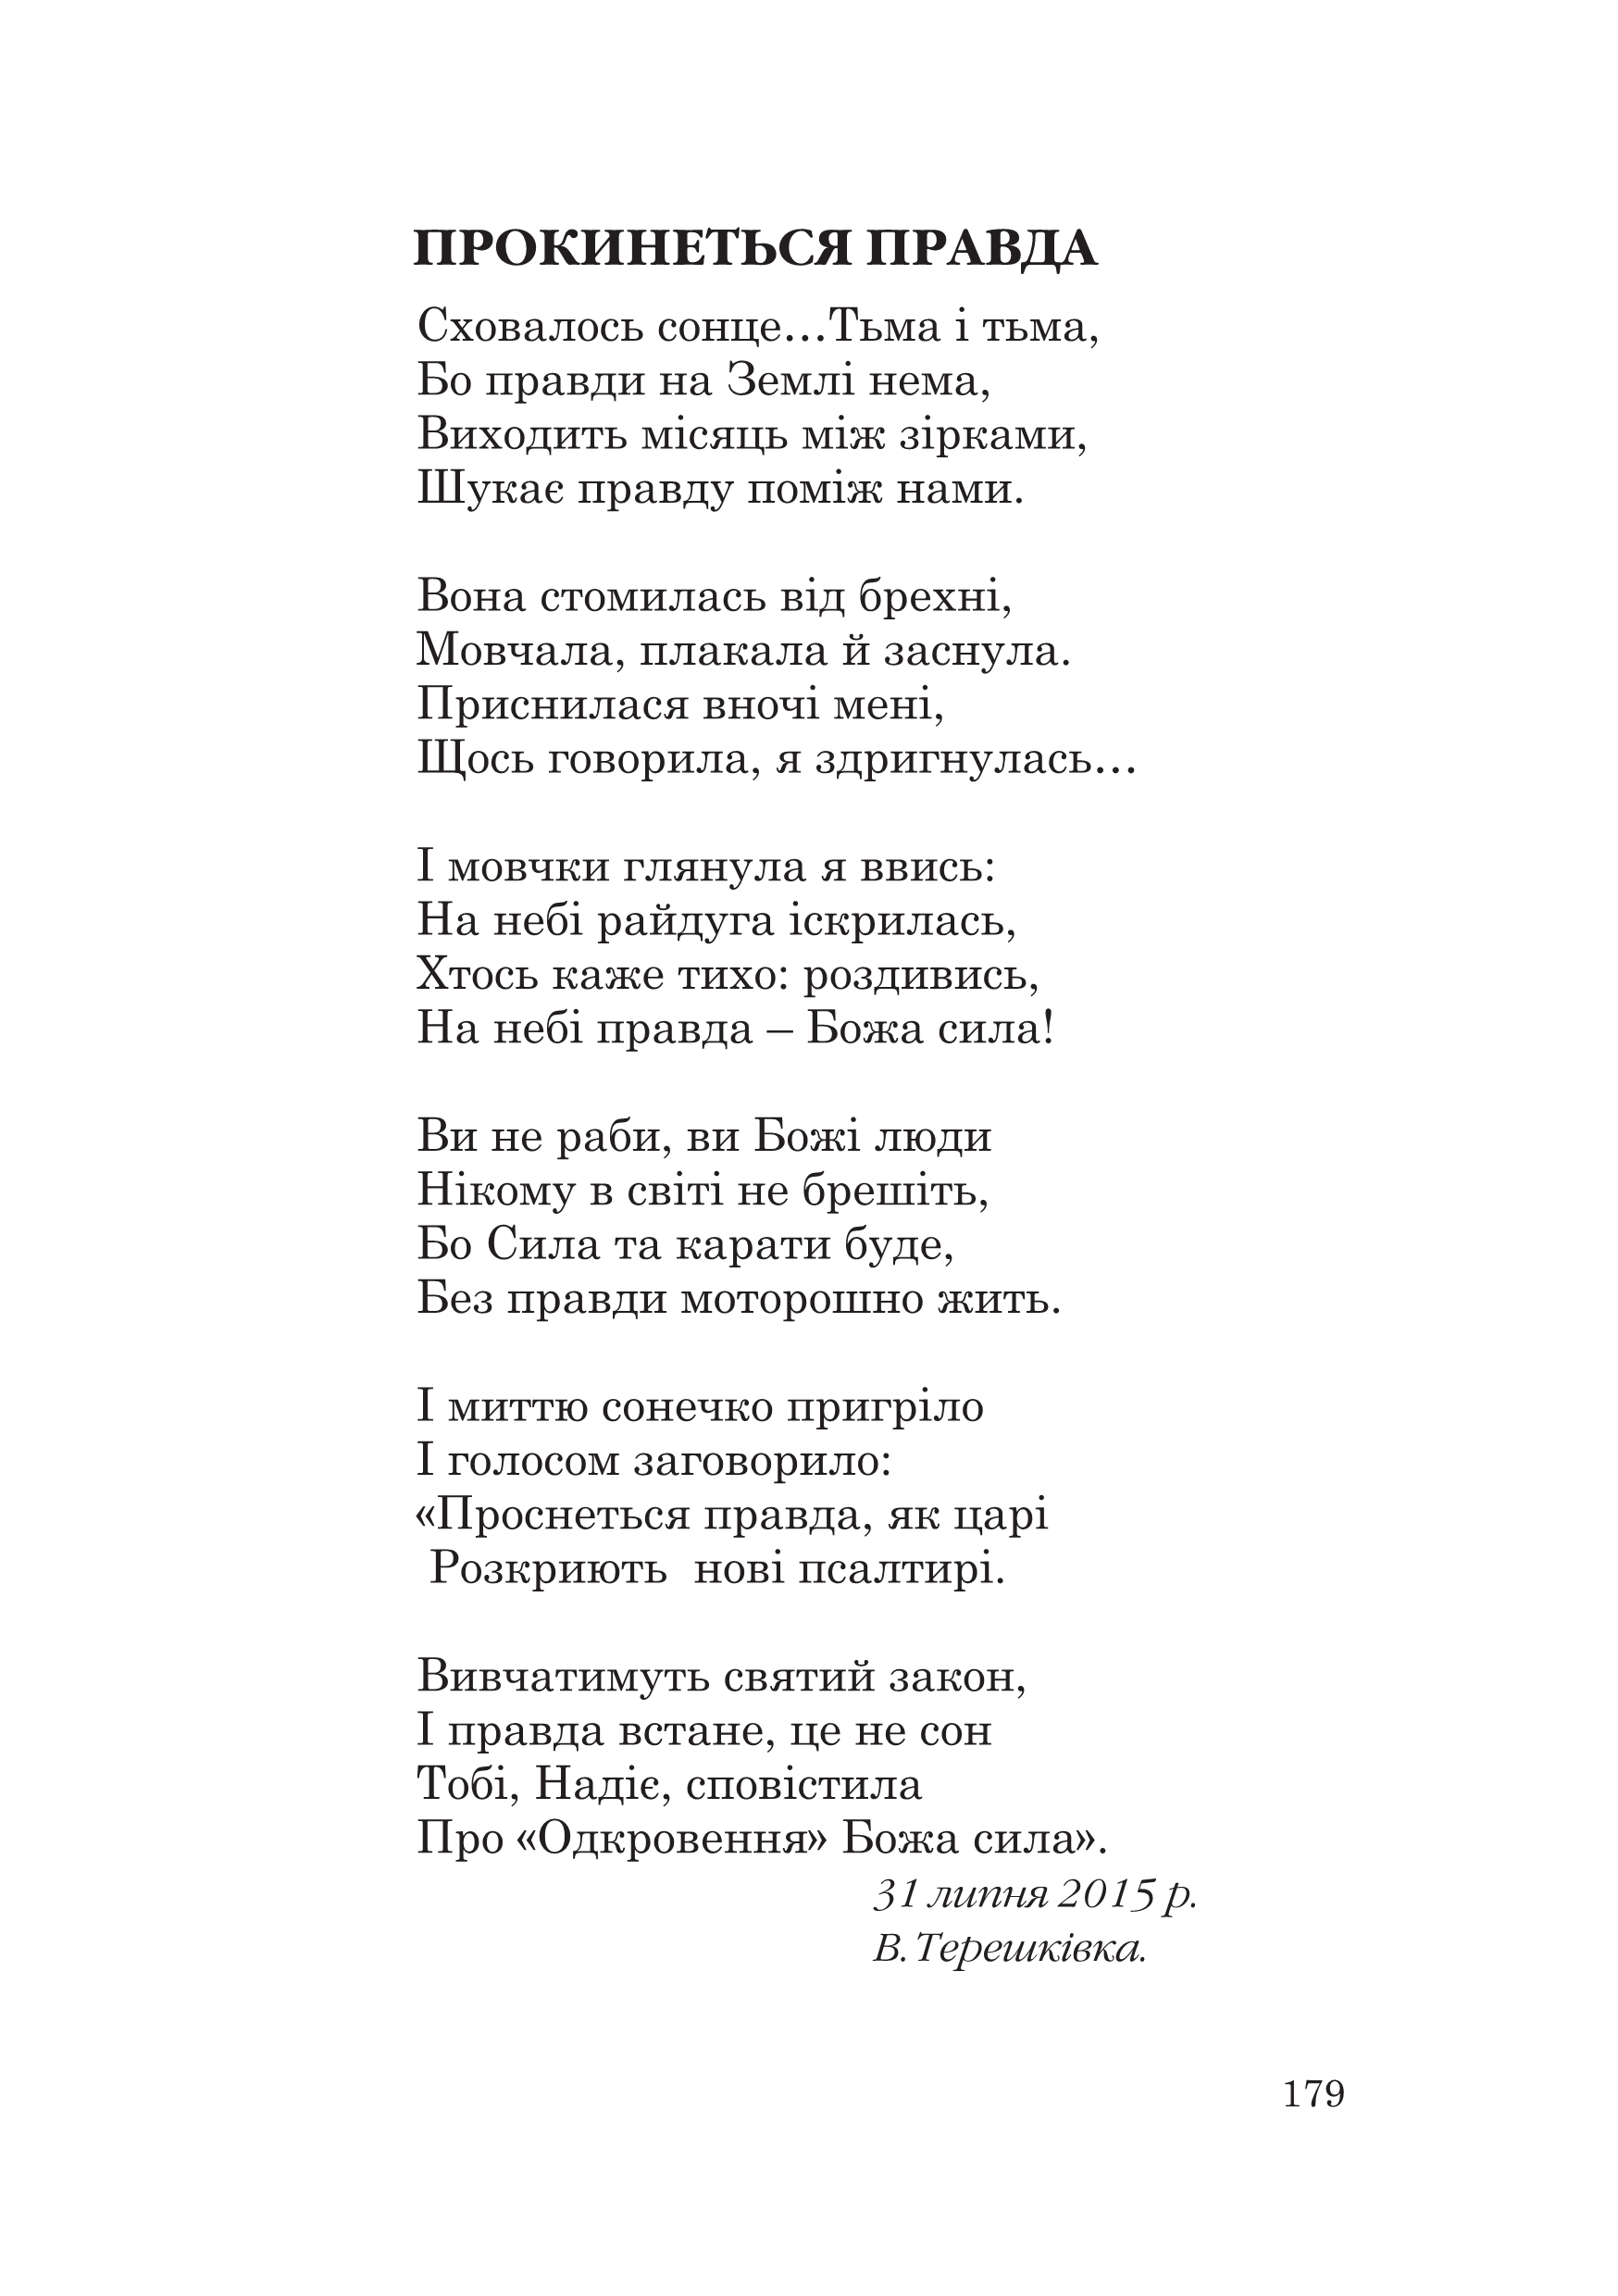 ПРОКИНЕТЬСЯ ПРАВДА
Сховалось сонце...Тьма і тьма,
Бо правди на Землі нема,
Виходить місяць між зірками,
Шукає правду поміж нами.
Вона стомилась від брехні,
Мовчала, плакала й заснула.
Приснилася вночі мені,
Щось говорила, я здригнулась...
І мовчки глянула я ввись:
На небі райдуга іскрилась,
Хтось каже тихо: роздивись,
На небі правда – Божа сила!
Ви не раби, ви Божі люди
Нікому в світі не брешіть,
Бо Сила та карати буде,
Без правди моторошно жить.
І миттю сонечко пригріло
І голосом заговорило:
«Проснеться правда, як царі
Розкриють  нові псалтирі.
Вивчатимуть святий закон,
І правда встане, це не сон
Тобі, Надіє, сповістила
Про «Одкровення» Божа сила».
31 липня 2015 р.
В. Терешківка.
179